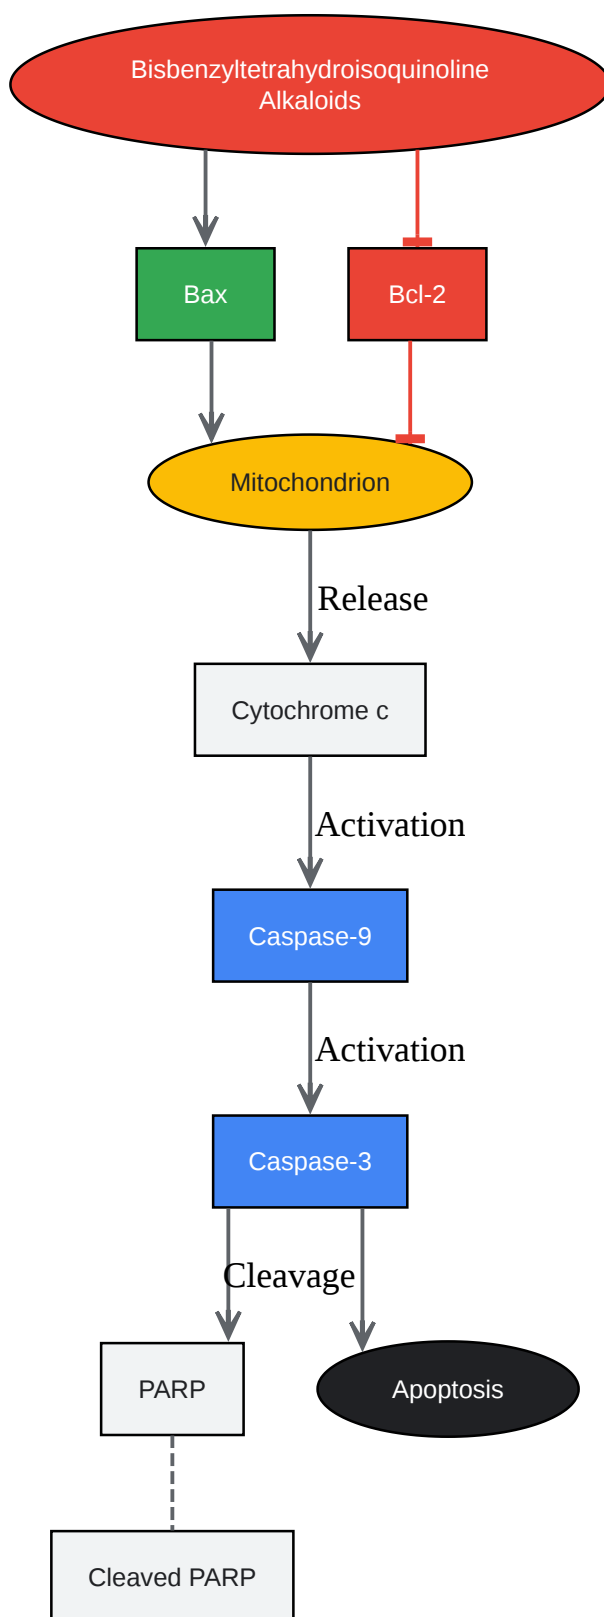 Bisbenzyltetrahydroisoquinoline
Alkaloids
Bax
Bcl-2
Mitochondrion
Release
Cytochrome c
Activation
Caspase-9
Activation
Caspase-3
Cleavage
PARP
Apoptosis
Cleaved PARP